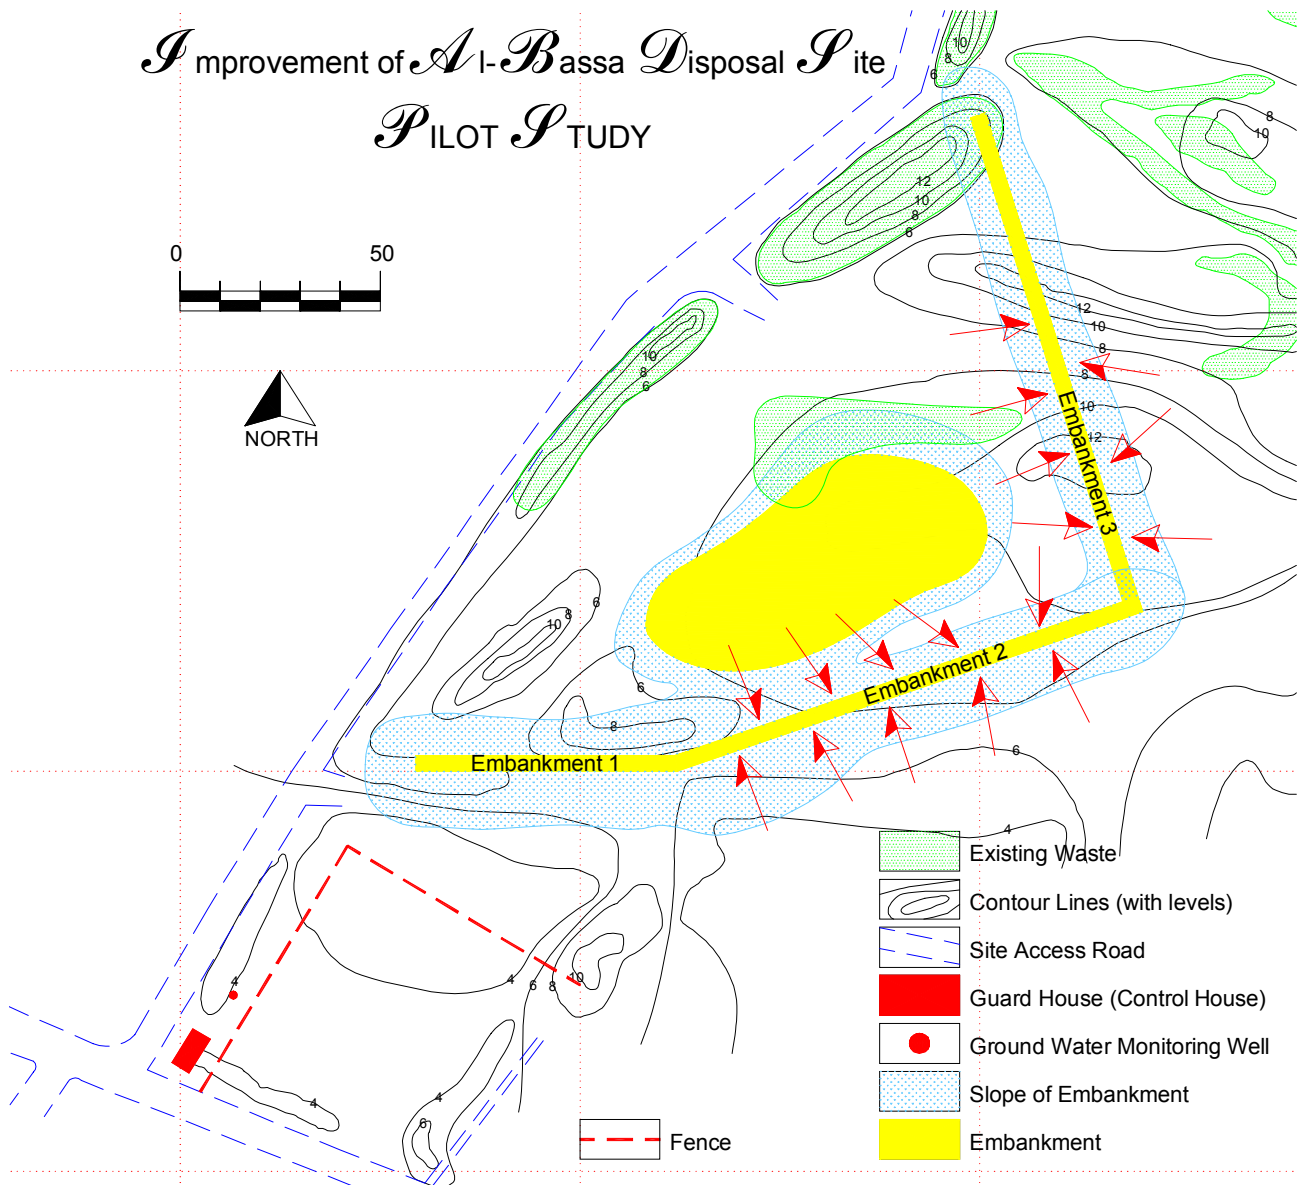 Improvement of Al-Bassa Disposal Site
PILOT STUDY
10
8
6
8
10
12
10
8
6
0 50
12
10
8
10
8
6
NORTH
8
10
12
Embankment 3
6
8
10
Embankment 2
6
8
Embankment 1
6
4
Existing Waste
Contour Lines (with levels)
Site Access Road
4
4
6
8
10
Guard House (Control House)
Ground Water Monitoring Well
4
4
6
Slope of Embankment
Fence
Embankment